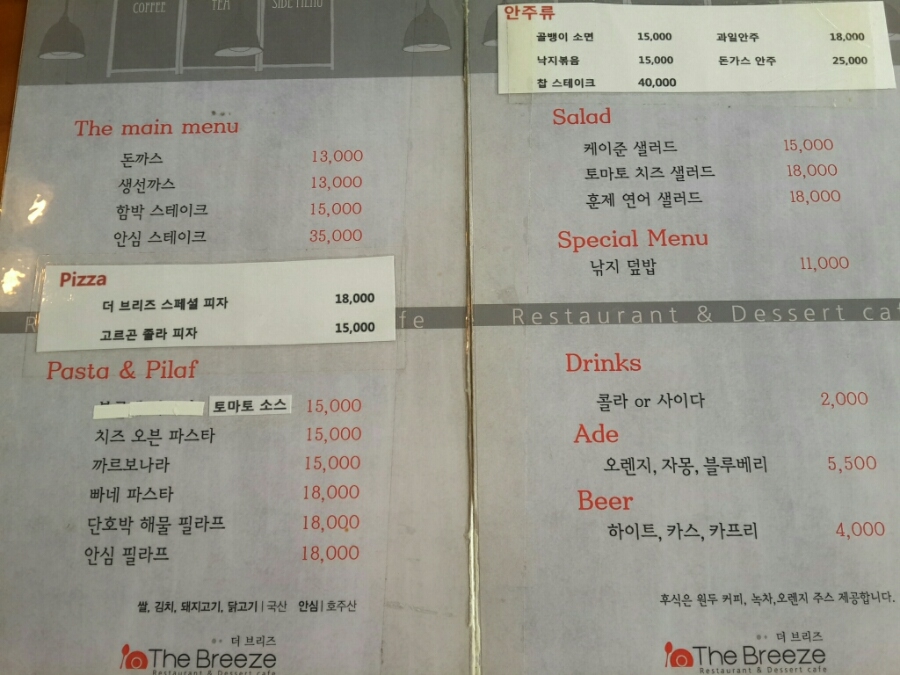 COFFEE
TEA
SIDE MENU
The main menu
돈까스 13,000
생선까스 13,000
함박 스테이크 15,000
안심 스테이크 35,000
Pizza
더 브리즈 스페셜 피자 18,000
고르곤 졸라 피자 15,000
Pasta & Pilaf
토마토 소스 15,000
치즈 오븐 파스타 15,000
까르보나라 15,000
빠네 파스타 18,000
단호박 해물 필라프 18,000
안심 필라프 18,000
쌀, 김치, 돼지고기, 닭고기 | 국산 안심 | 호주산
더 브리즈
The Breeze
Restaurant & Dessert cafe
안주류
골뱅이 소면 15,000 과일안주 18,000
낙지볶음 15,000 돈가스 안주 25,000
찹 스테이크 40,000
Salad
케이준 샐러드 15,000
토마토 치즈 샐러드 18,000
훈제 연어 샐러드 18,000
Special Menu
낚지 덮밥 11,000
Restaurant & Dessert caf
Drinks
콜라 or 사이다 2,000
Ade
오렌지, 자몽, 블루베리 5,500
Beer
하이트, 카스, 카프리 4,000
후식은 원두 커피, 녹차,오렌지 주스 제공합니다.
더 브리즈
The Breeze
Restaurant & Dessert cafe